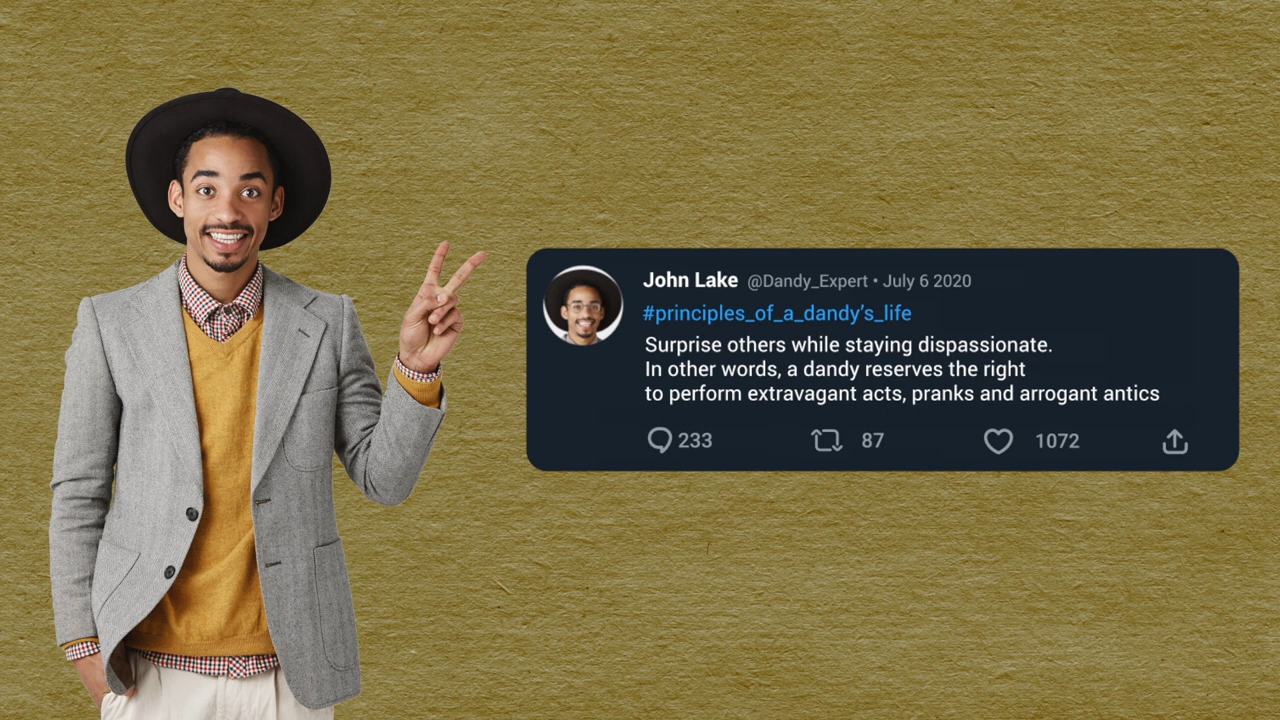 John Lake @Dandy_Expert • July 6 2020
#principles_of_a_dandy’s_life
Surprise others while staying dispassionate.
In other words, a dandy reserves the right
to perform extravagant acts, pranks and arrogant antics
233 87 1072